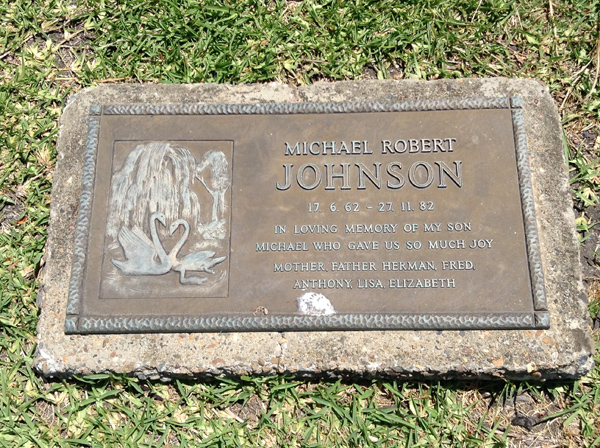 MICHAEL ROBERT
JOHNSON
17. 6. 62 - 27. 11. 82
IN LOVING MEMORY OF MY SON
MICHAEL WHO GAVE US SO MUCH JOY
MOTHER, FATHER, HERMAN, FRED,
ANTHONY, LISA, ELIZABETH